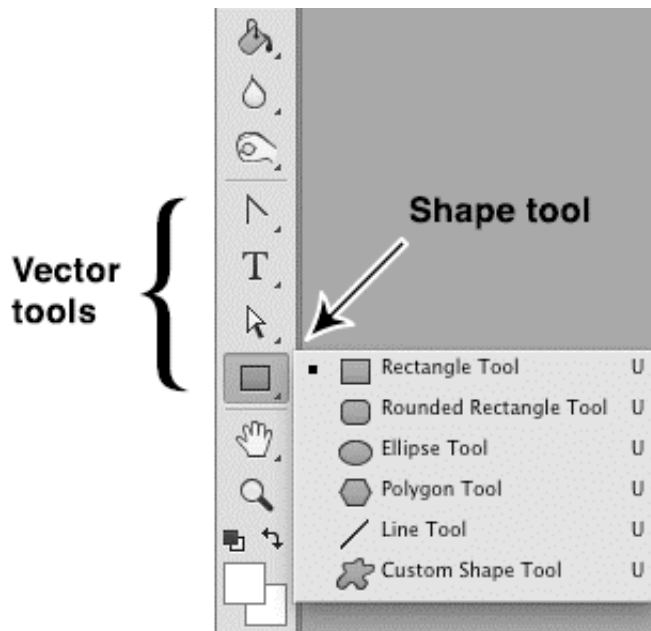 Shape tool
Vector
tools
T
Rectangle Tool U
Rounded Rectangle Tool U
Ellipse Tool U
Polygon Tool U
Line Tool U
Custom Shape Tool U